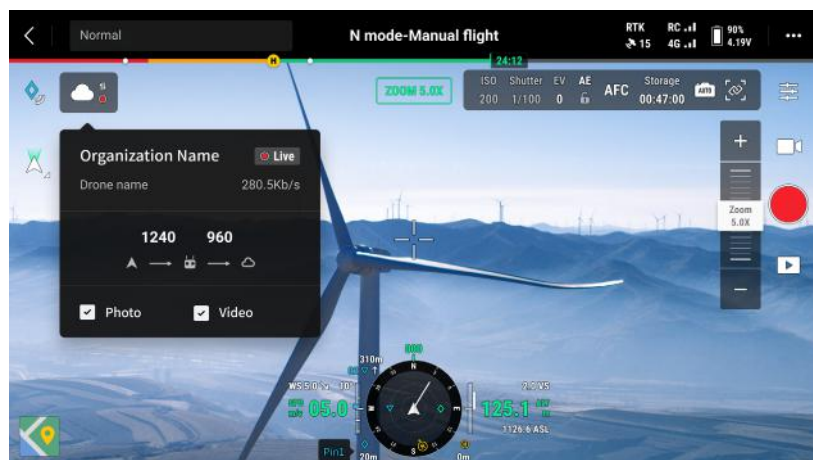 Normal
N mode-Manual flight
RTK
15
RC
4G
90%
4.19V
24:12
H
ZOOM 5.0X
ISO
200
Shutter
1/100
EV
0
AE
AFC
Storage
00:47:00
AUTO
Organization Name
Live
Drone name
280.5Kb/s
1240
960
Photo
Video
+
Zoom
5.0X
−
310m
N
WS 5.0
10°
05.0
W
E
S
2.0 VS
125.1
ALT
m
1126.6 ASL
Pin1
20m
0m